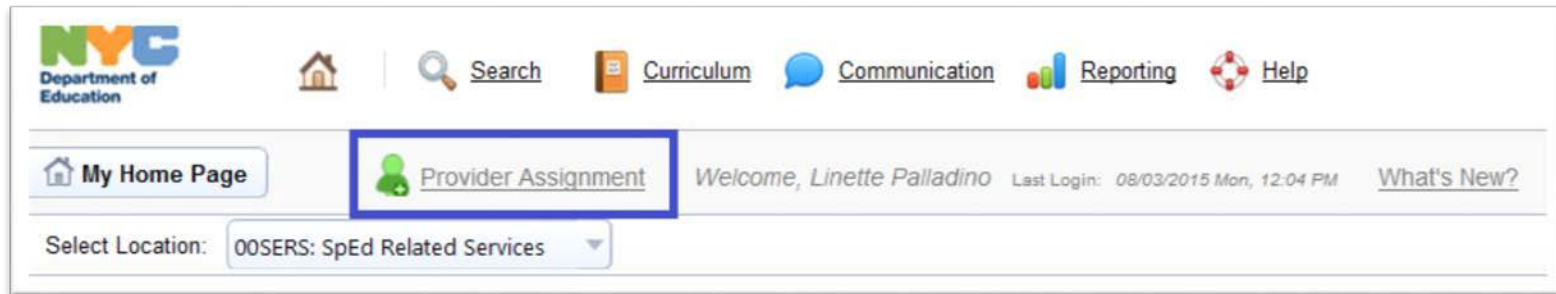 NYC
Department of
Education
Search Curriculum Communication Reporting Help
My Home Page Provider Assignment Welcome, Linette Palladino Last Login: 08/03/2015 Mon, 12:04 PM What's New?
Select Location: 00SERS: SpEd Related Services